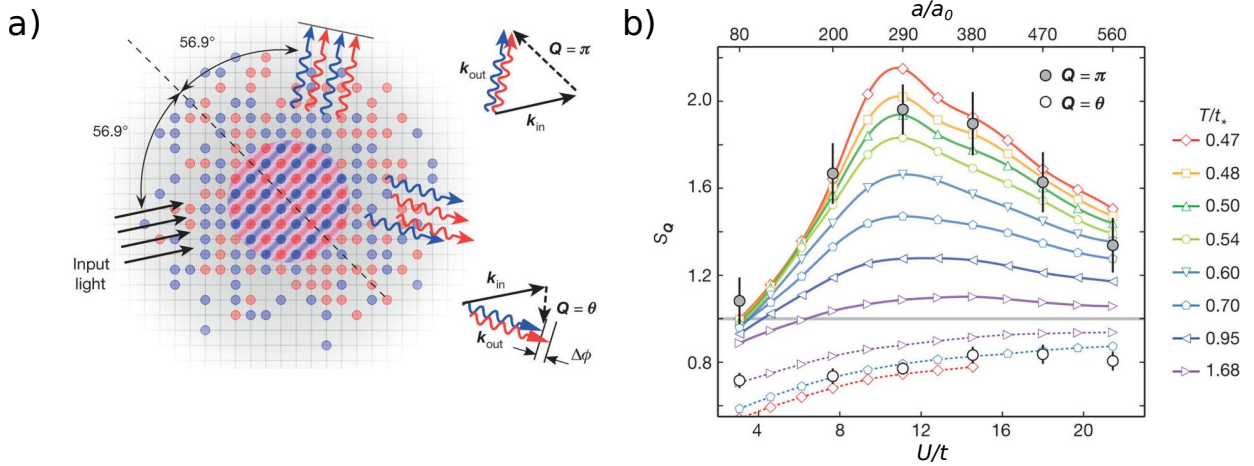 a)
56.9°
56.9°
Input
light
k_out
Q = π
k_in
k_in
Q = θ
k_out
Δϕ
b)
a/a₀
80 200 290 380 470 560
Q = π
Q = θ
S_Q
2.0
1.6
1.2
0.8
4 8 12 16 20
U/t
T/t*
0.47
0.48
0.50
0.54
0.60
0.70
0.95
1.68